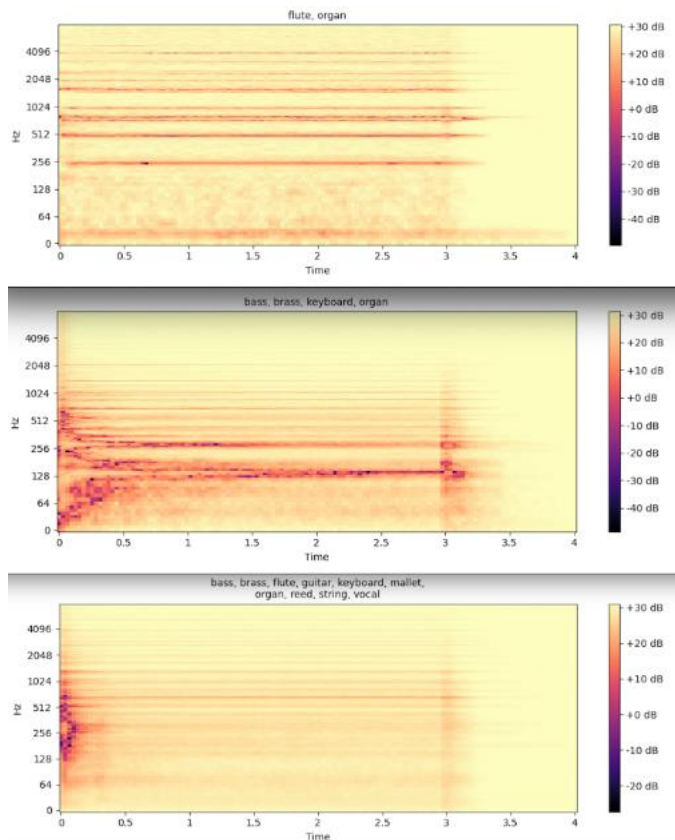 flute, organ
4096
2048
1024
512
256
128
64
0
Hz
0
0.5
1
1.5
2
2.5
3
3.5
4
Time
+30 dB
+20 dB
+10 dB
+0 dB
-10 dB
-20 dB
-30 dB
-40 dB
bass, brass, keyboard, organ
4096
2048
1024
512
256
128
64
0
Hz
0
0.5
1
1.5
2
2.5
3
3.5
4
Time
+30 dB
+20 dB
+10 dB
+0 dB
-10 dB
-20 dB
-30 dB
-40 dB
bass, brass, flute, guitar, keyboard, mallet,
organ, reed, string, vocal
4096
2048
1024
512
256
128
64
0
Hz
0
0.5
1
1.5
2
2.5
3
3.5
4
Time
+30 dB
+20 dB
+10 dB
+0 dB
-10 dB
-20 dB